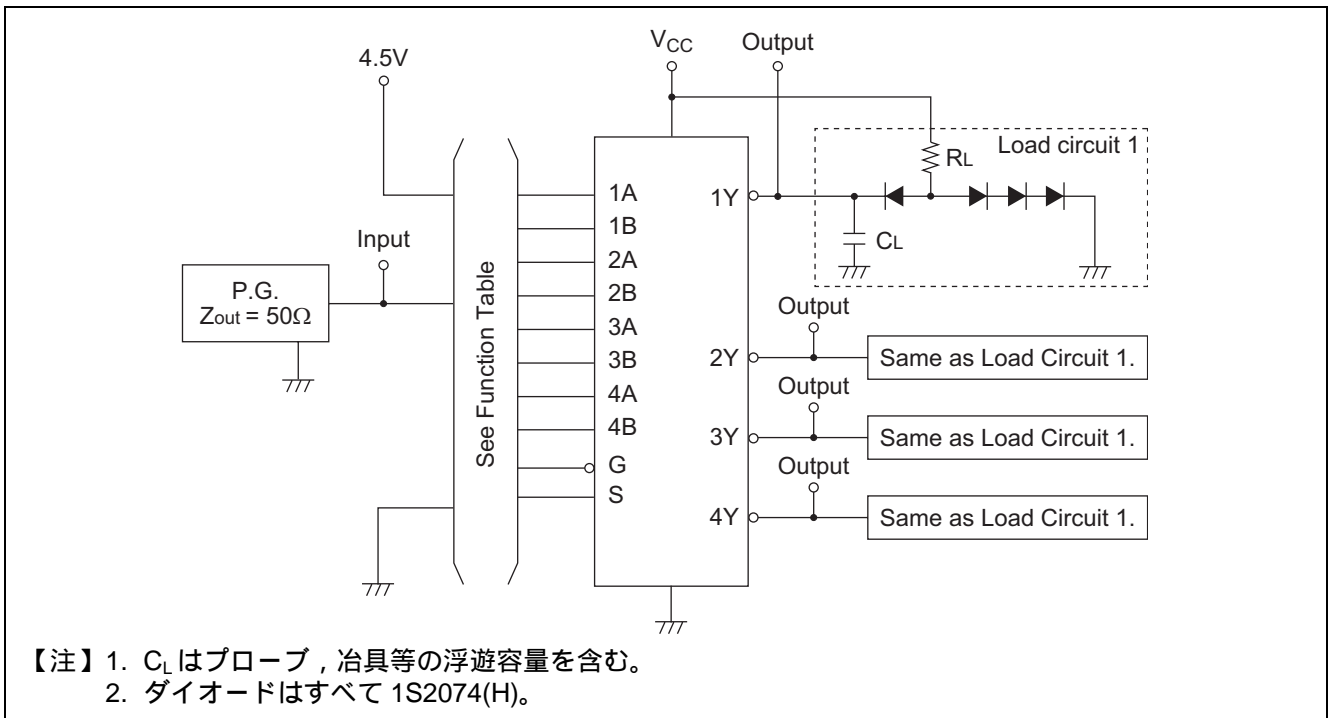 4.5V
Input
P.G.
Zout = 50Ω
See Function Table
VCC
Output
1A
1B
2A
2B
3A
3B
4A
4B
G
S
1Y
2Y
3Y
4Y
Load circuit 1
RL
CL
Output
Same as Load Circuit 1.
Output
Same as Load Circuit 1.
Output
Same as Load Circuit 1.
【注】1. CL はプローブ，冶具等の浮遊容量を含む。
2. ダイオードはすべて 1S2074(H)。